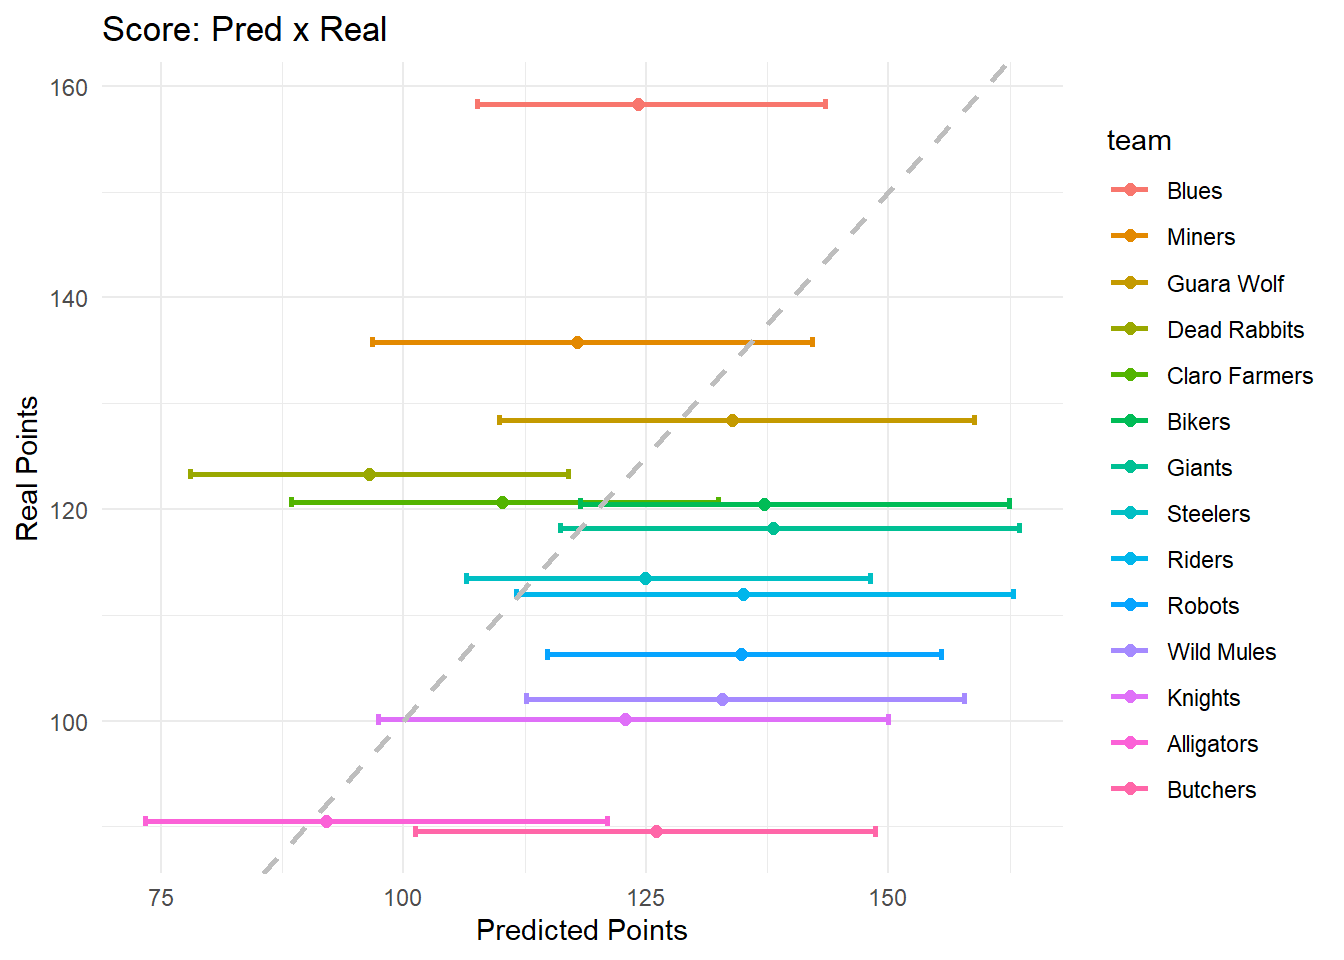 Score: Pred x Real
160
140
120
100
Real Points
75 100 125 150
Predicted Points
team
Blues
Miners
Guara Wolf
Dead Rabbits
Claro Farmers
Bikers
Giants
Steelers
Riders
Robots
Wild Mules
Knights
Alligators
Butchers